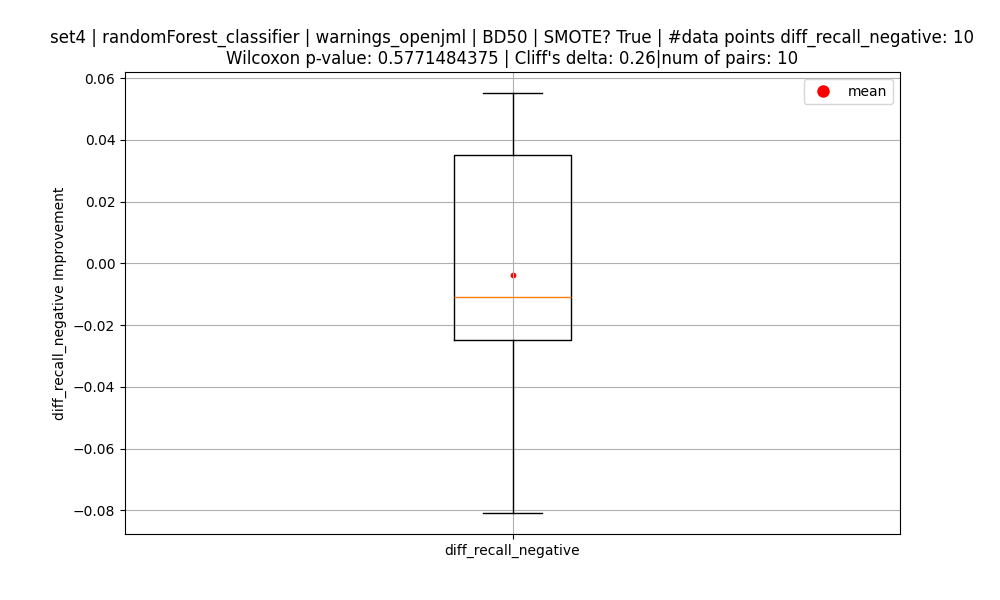 set4 | randomForest_classifier | warnings_openjml | BD50 | SMOTE? True | #data points diff_recall_negative: 10
Wilcoxon p-value: 0.5771484375 | Cliff's delta: 0.26|num of pairs: 10
mean
0.06
0.04
0.02
0.00
−0.02
−0.04
−0.06
−0.08
diff_recall_negative Improvement
diff_recall_negative